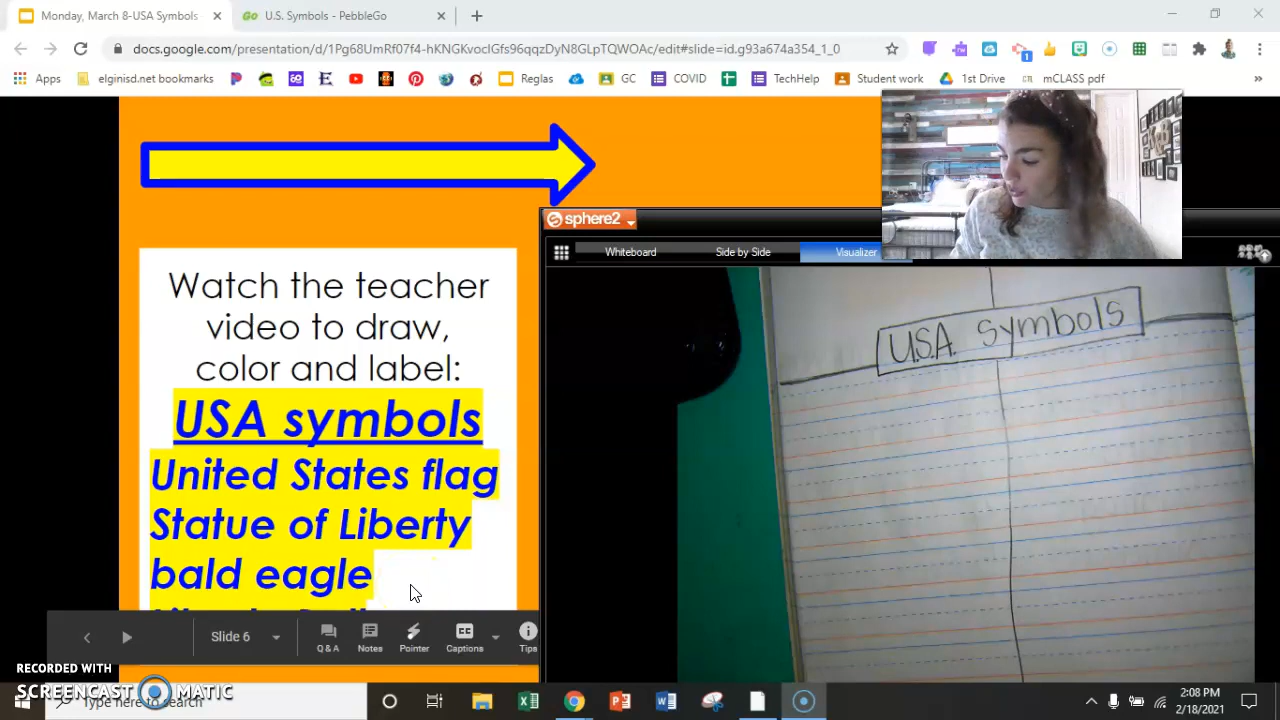 Monday, March 8-USA Symbols
U.S. Symbols - PebbleGo
docs.google.com/presentation/d/1Pg68UmRf07f4-hKNGKvodGfs96qqzDyN8GLpTQWOAc/edit#slide=id.g93a674a354_1_0
Apps
elginisd.net bookmarks
Reglas
GC
COVID
TechHelp
Student work
1st Drive
mCLASS pdf
sphere2
Whiteboard
Side by Side
Visualizer
Watch the teacher
video to draw,
color and label:
USA symbols
United States flag
Statue of Liberty
bald eagle
U.S.A. Symbols
Slide 6
Q & A
Notes
Pointer
Captions
Tips
RECORDED WITH
SCREENCAST MATIC
Type here to search
2:08 PM
2/18/2021